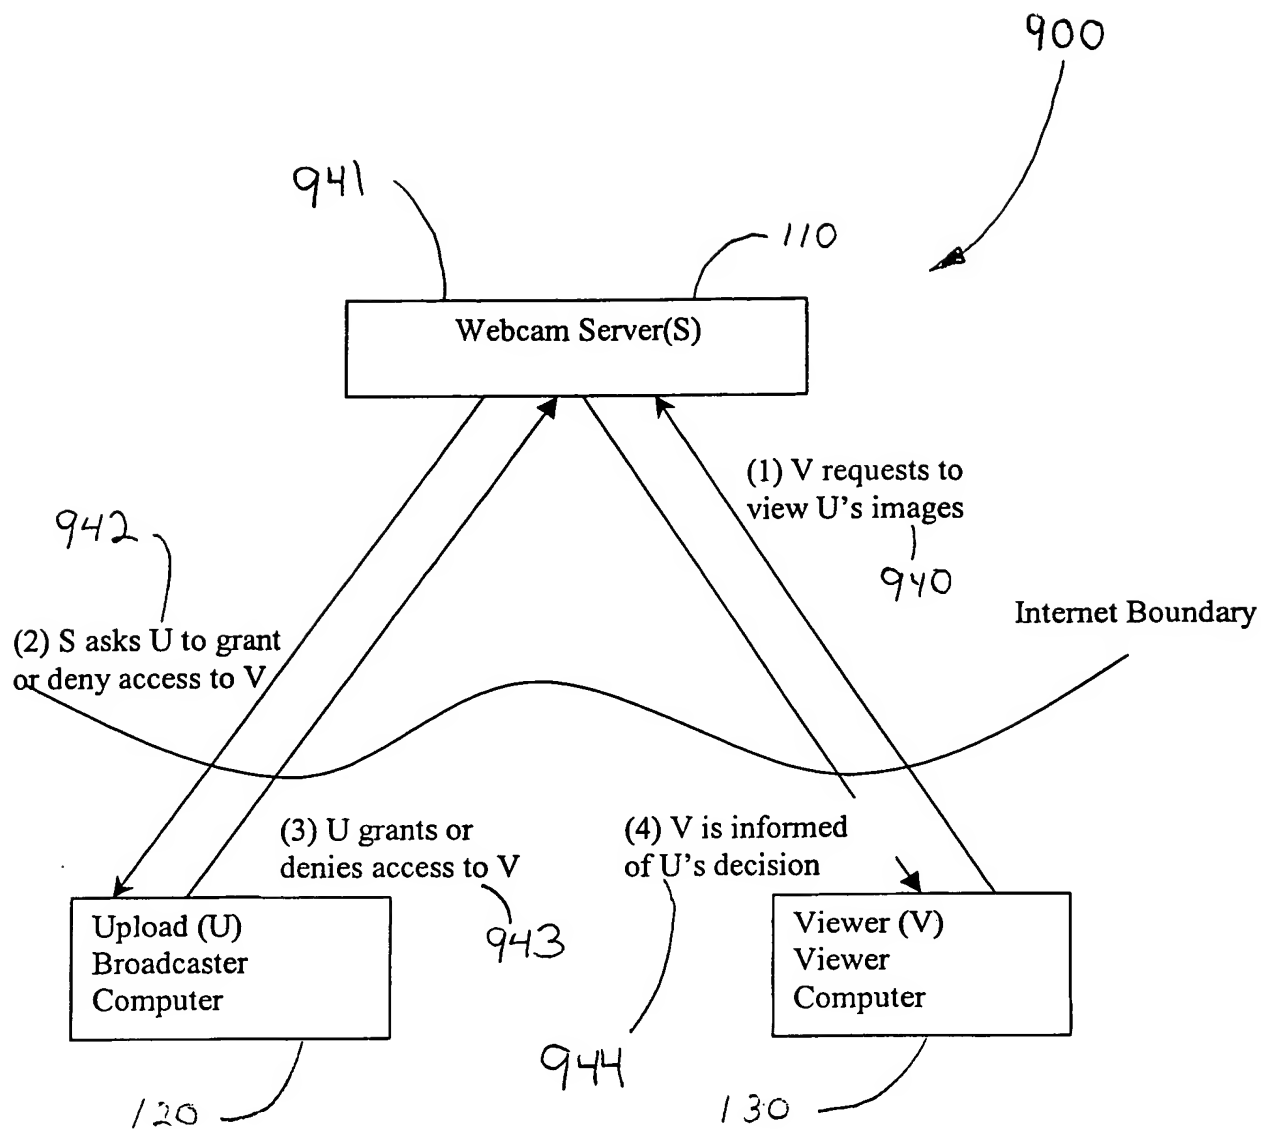 900
941
110
Webcam Server(S)
(1) V requests to
view U's images
940
942
Internet Boundary
(2) S asks U to grant
or deny access to V
(3) U grants or
denies access to V
943
(4) V is informed
of U's decision
944
Upload (U)
Broadcaster
Computer
120
Viewer (V)
Viewer
Computer
130